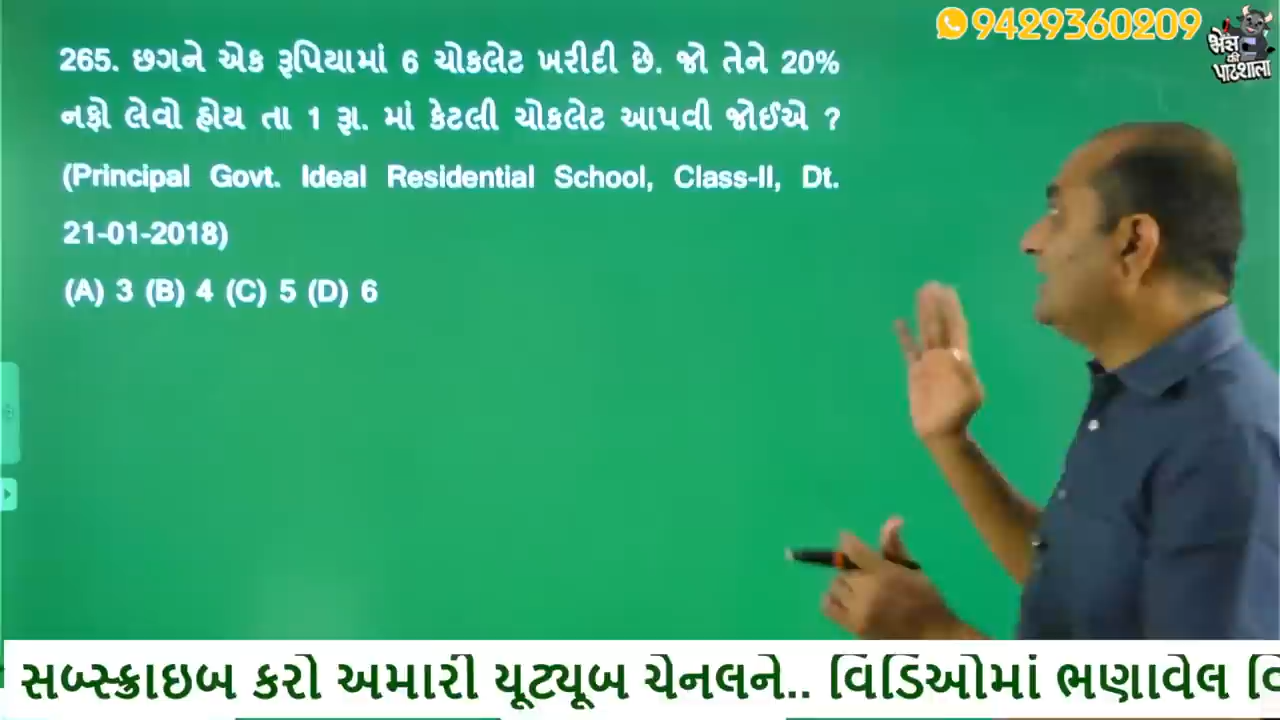 9429360209
भेंस की पाठशाला
265. છગને એક રૂપિયામાં 6 ચોકલેટ ખરીદી છે. જો તેને 20%
નફો લેવો હોય તા 1 રૂા. માં કેટલી ચોકલેટ આપવી જોઈએ ?
(Principal Govt. Ideal Residential School, Class-II, Dt.
21-01-2018)
(A) 3 (B) 4 (C) 5 (D) 6
સબ્સ્ક્રાઇબ કરો અમારી યૂટ્યૂબ ચેનલને.. વિડિઓમાં ભણાવેલ